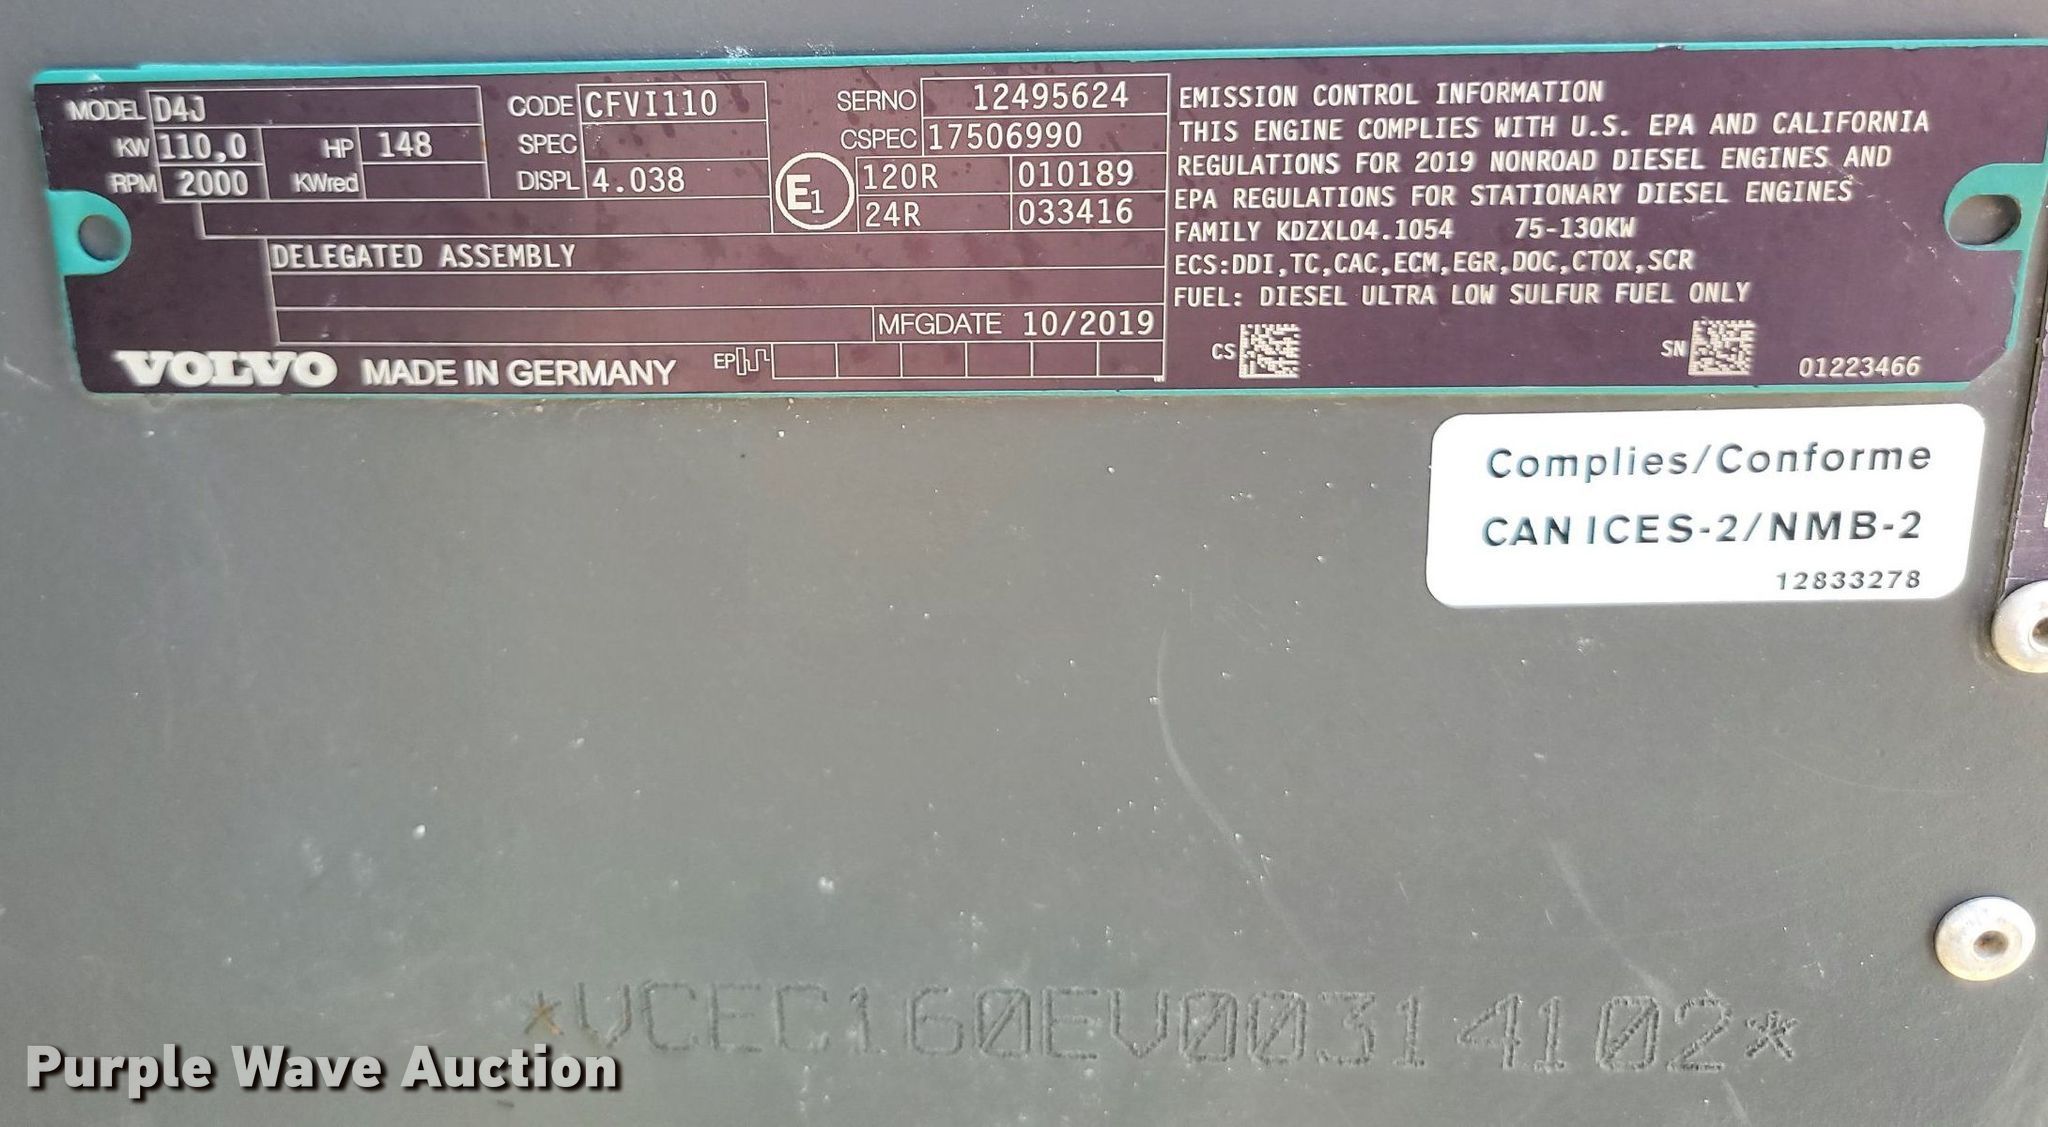 MODEL D4J CODE CFVI110 SERNO 12495624
KW 110,0 HP 148 SPEC CSPEC 17506990
RPM 2000 KWred DISPL 4.038 E1 120R 010189
24R 033416
DELEGATED ASSEMBLY
MFGDATE 10/2019
VOLVO MADE IN GERMANY EP
EMISSION CONTROL INFORMATION
THIS ENGINE COMPLIES WITH U.S. EPA AND CALIFORNIA
REGULATIONS FOR 2019 NONROAD DIESEL ENGINES AND
EPA REGULATIONS FOR STATIONARY DIESEL ENGINES
FAMILY KDZXL04.1054 75-130KW
ECS:DDI,TC,CAC,ECM,EGR,DOC,CTOX,SCR
FUEL: DIESEL ULTRA LOW SULFUR FUEL ONLY
CS SN 01223466
Complies/Conforme
CAN ICES-2/NMB-2
12833278
*VCEC160EV00314102*
Purple Wave Auction